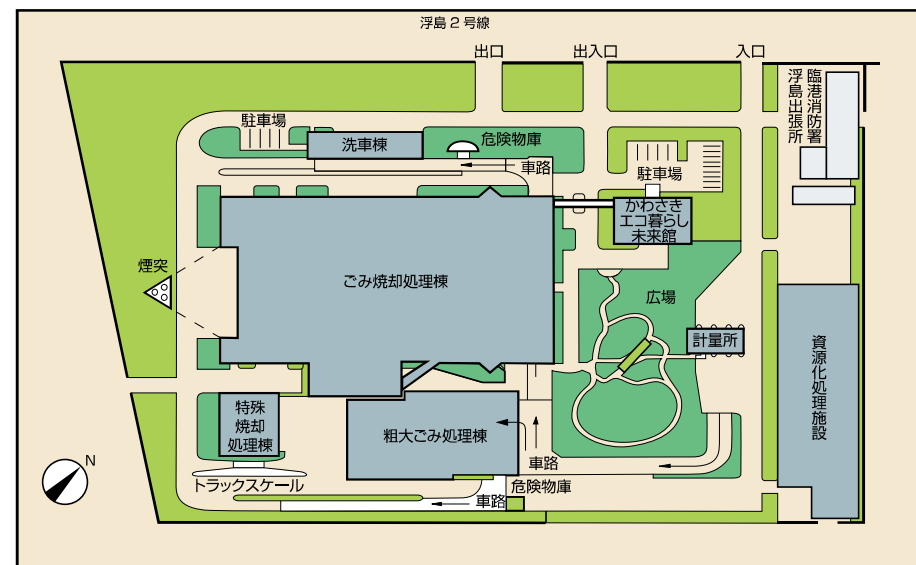 浮島2号線
出口
出入口
入口
臨港消防署
浮島出張所
駐車場
洗車棟
危険物庫
車路
駐車場
かわさき
エコ暮らし
未来館
煙突
ごみ焼却処理棟
広場
計量所
資源化処理施設
特殊
焼却
処理棟
粗大ごみ処理棟
車路
N
トラックスケール
危険物庫
車路